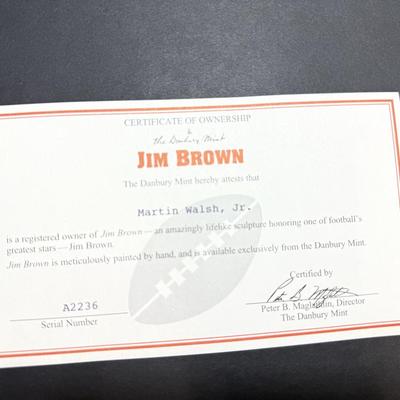 CERTIFICATE OF OWNERSHIP
the Danbury Mint
JIM BROWN
The Danbury Mint hereby attests that
Martin Walsh, Jr.
is a registered owner of Jim Brown — an amazingly lifelike sculpture honoring one of football's
greatest stars — Jim Brown.
Jim Brown is meticulously painted by hand, and is available exclusively from the Danbury Mint.
Certified by
A2236
Serial Number
Peter B. Maglathlin, Director
The Danbury Mint